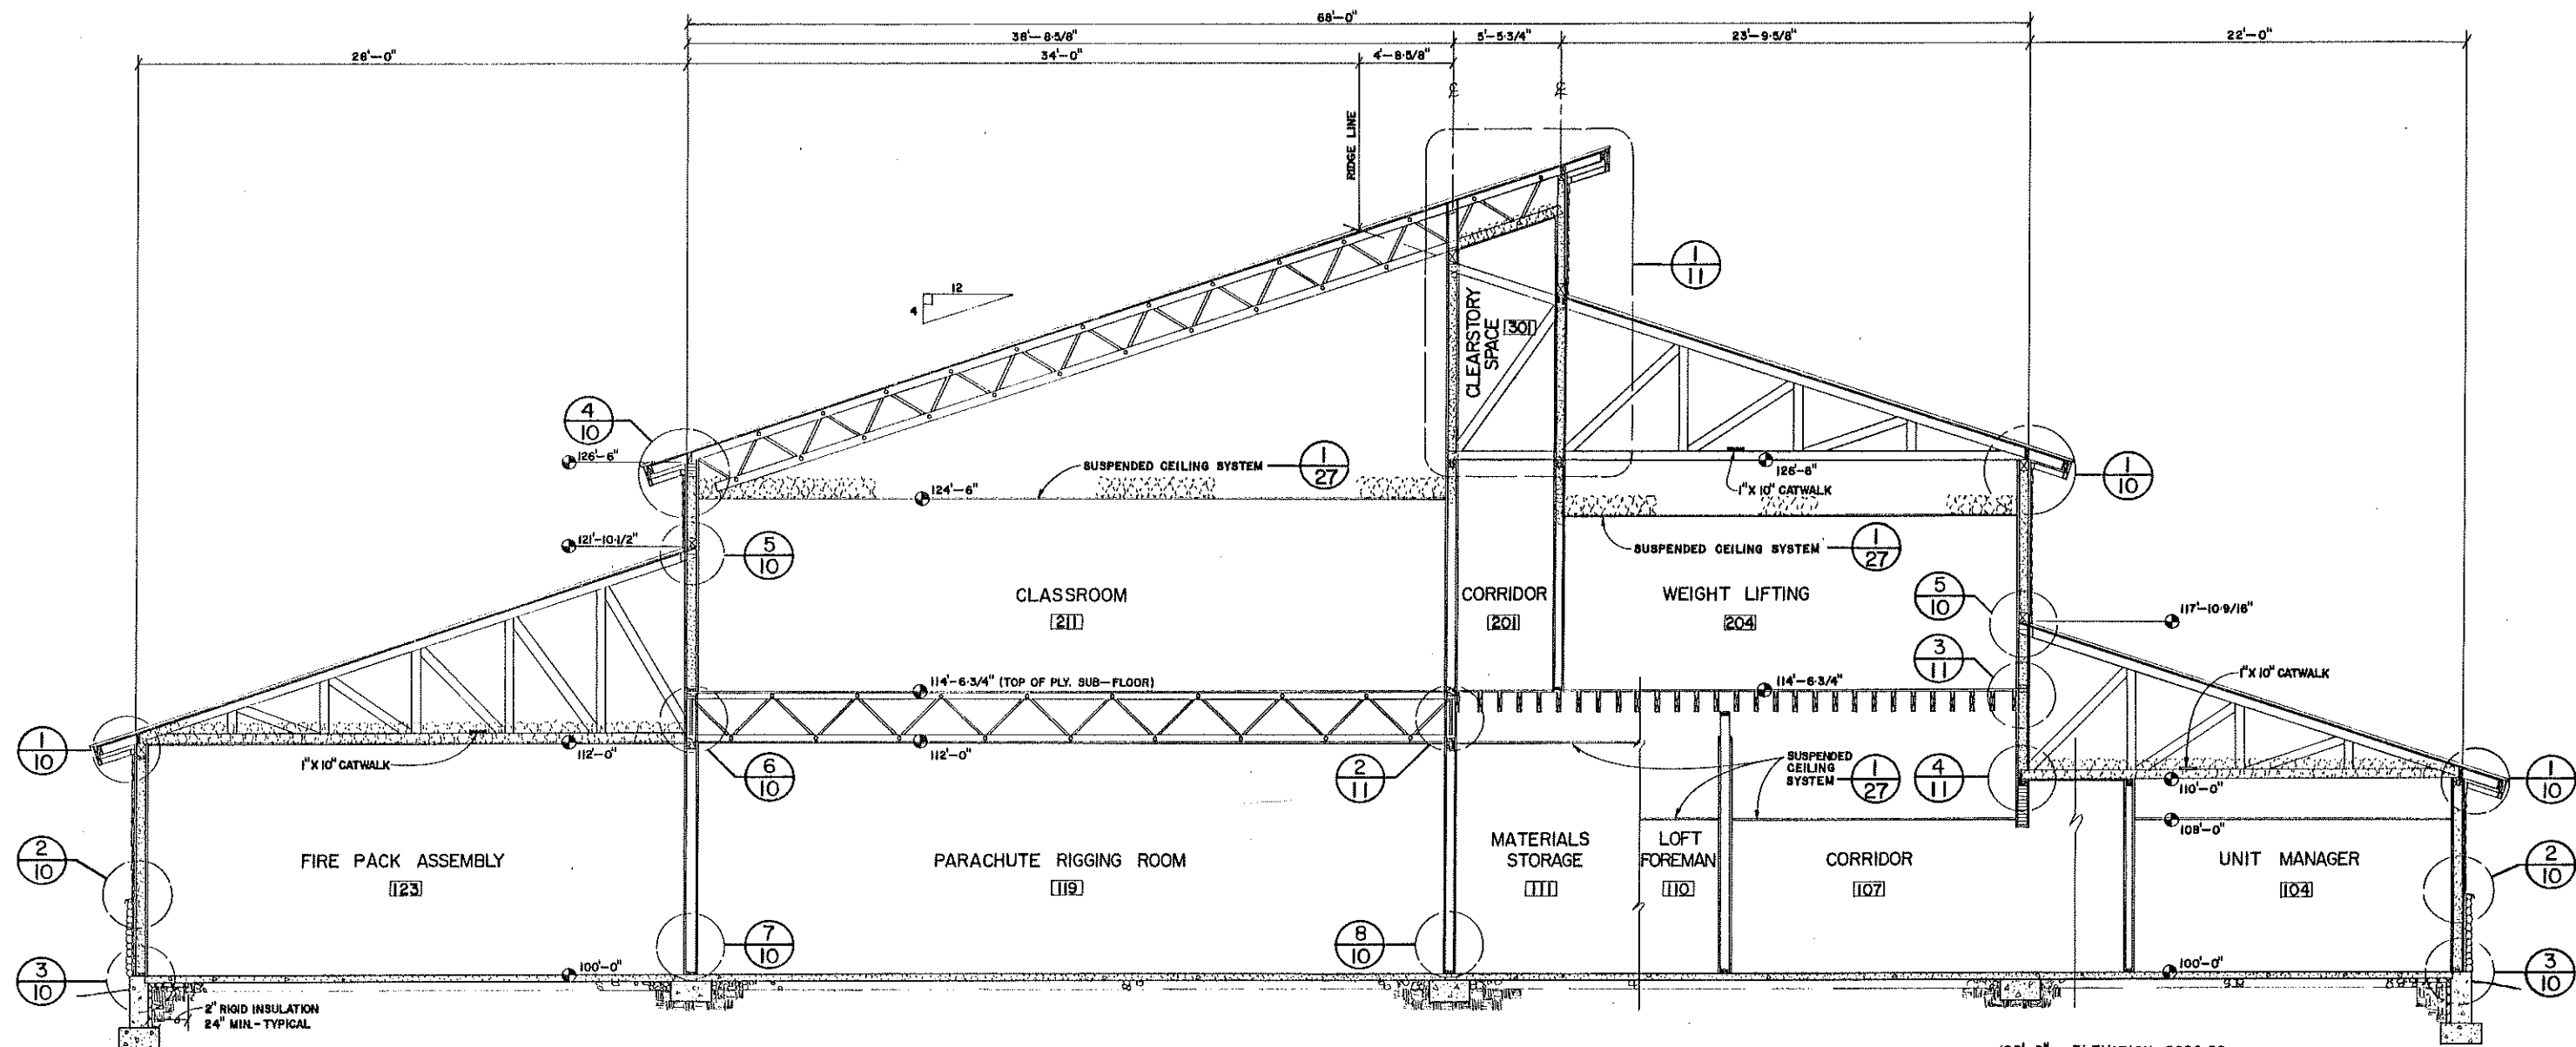 68'-0"
38'-8-5/8"
5'-5-3/4"
23'-9-5/8"
22'-0"
28'-0"
34'-0"
4'-8-5/8"
RIDGE LINE
12
4
1
11
CLEARSTORY
SPACE
301
4
10
126'-6"
SUSPENDED CEILING SYSTEM
1
27
124'-6"
126'-6"
1" X 10" CATWALK
1
10
121'-10-1/2"
5
10
SUSPENDED CEILING SYSTEM
1
27
CLASSROOM
211
CORRIDOR
201
WEIGHT LIFTING
204
5
10
117'-10-9/16"
3
11
1" X 10" CATWALK
114'-6-3/4" (TOP OF PLY. SUB-FLOOR)
114'-6-3/4"
1
10
1" X 10" CATWALK
112'-0"
112'-0"
6
10
2
11
SUSPENDED
CEILING
SYSTEM
1
27
4
11
110'-0"
1
10
108'-0"
2
10
FIRE PACK ASSEMBLY
123
PARACHUTE RIGGING ROOM
119
MATERIALS
STORAGE
111
LOFT
FOREMAN
110
CORRIDOR
107
UNIT MANAGER
104
2
10
7
10
8
10
3
10
100'-0"
100'-0"
3
10
2" RIGID INSULATION
24" MIN.- TYPICAL